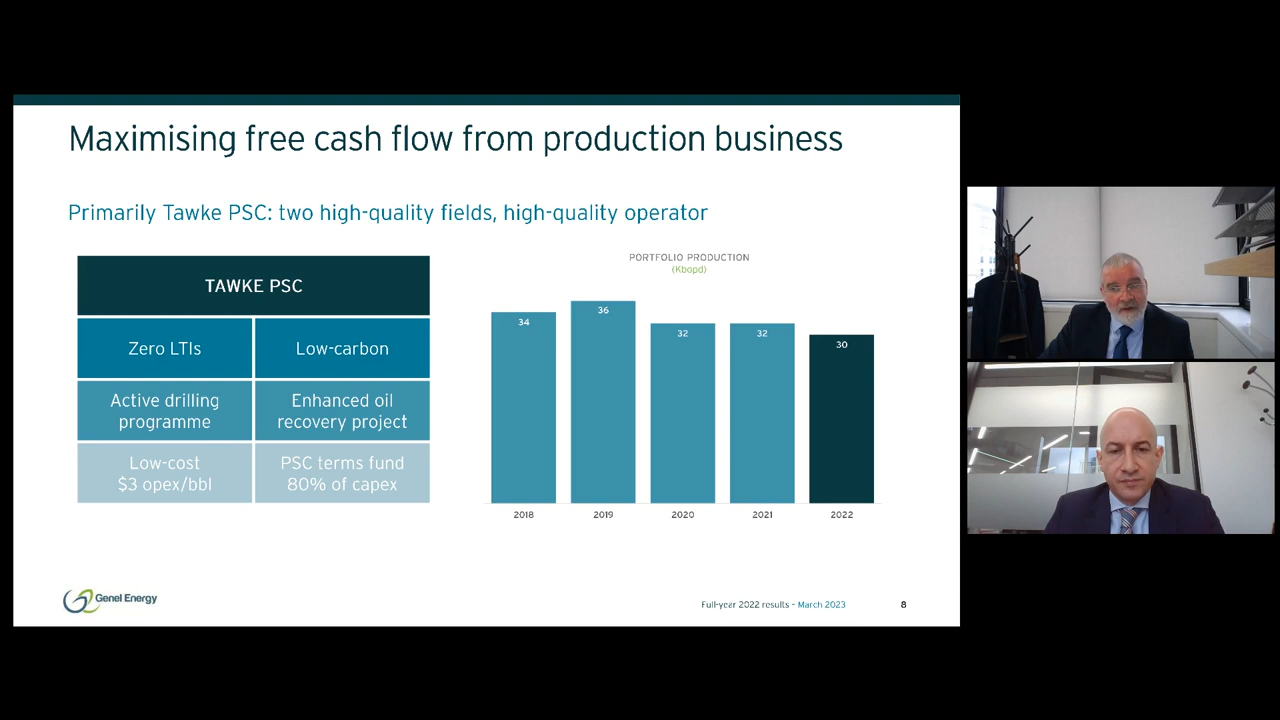 Maximising free cash flow from production business
Primarily Tawke PSC: two high-quality fields, high-quality operator
TAWKE PSC
Zero LTIs
Low-carbon
Active drilling
programme
Enhanced oil
recovery project
Low-cost
$3 opex/bbl
PSC terms fund
80% of capex
PORTFOLIO PRODUCTION
(Kbopd)
34
36
32
32
30
2018
2019
2020
2021
2022
Genel Energy
Full-year 2022 results - March 2023
8